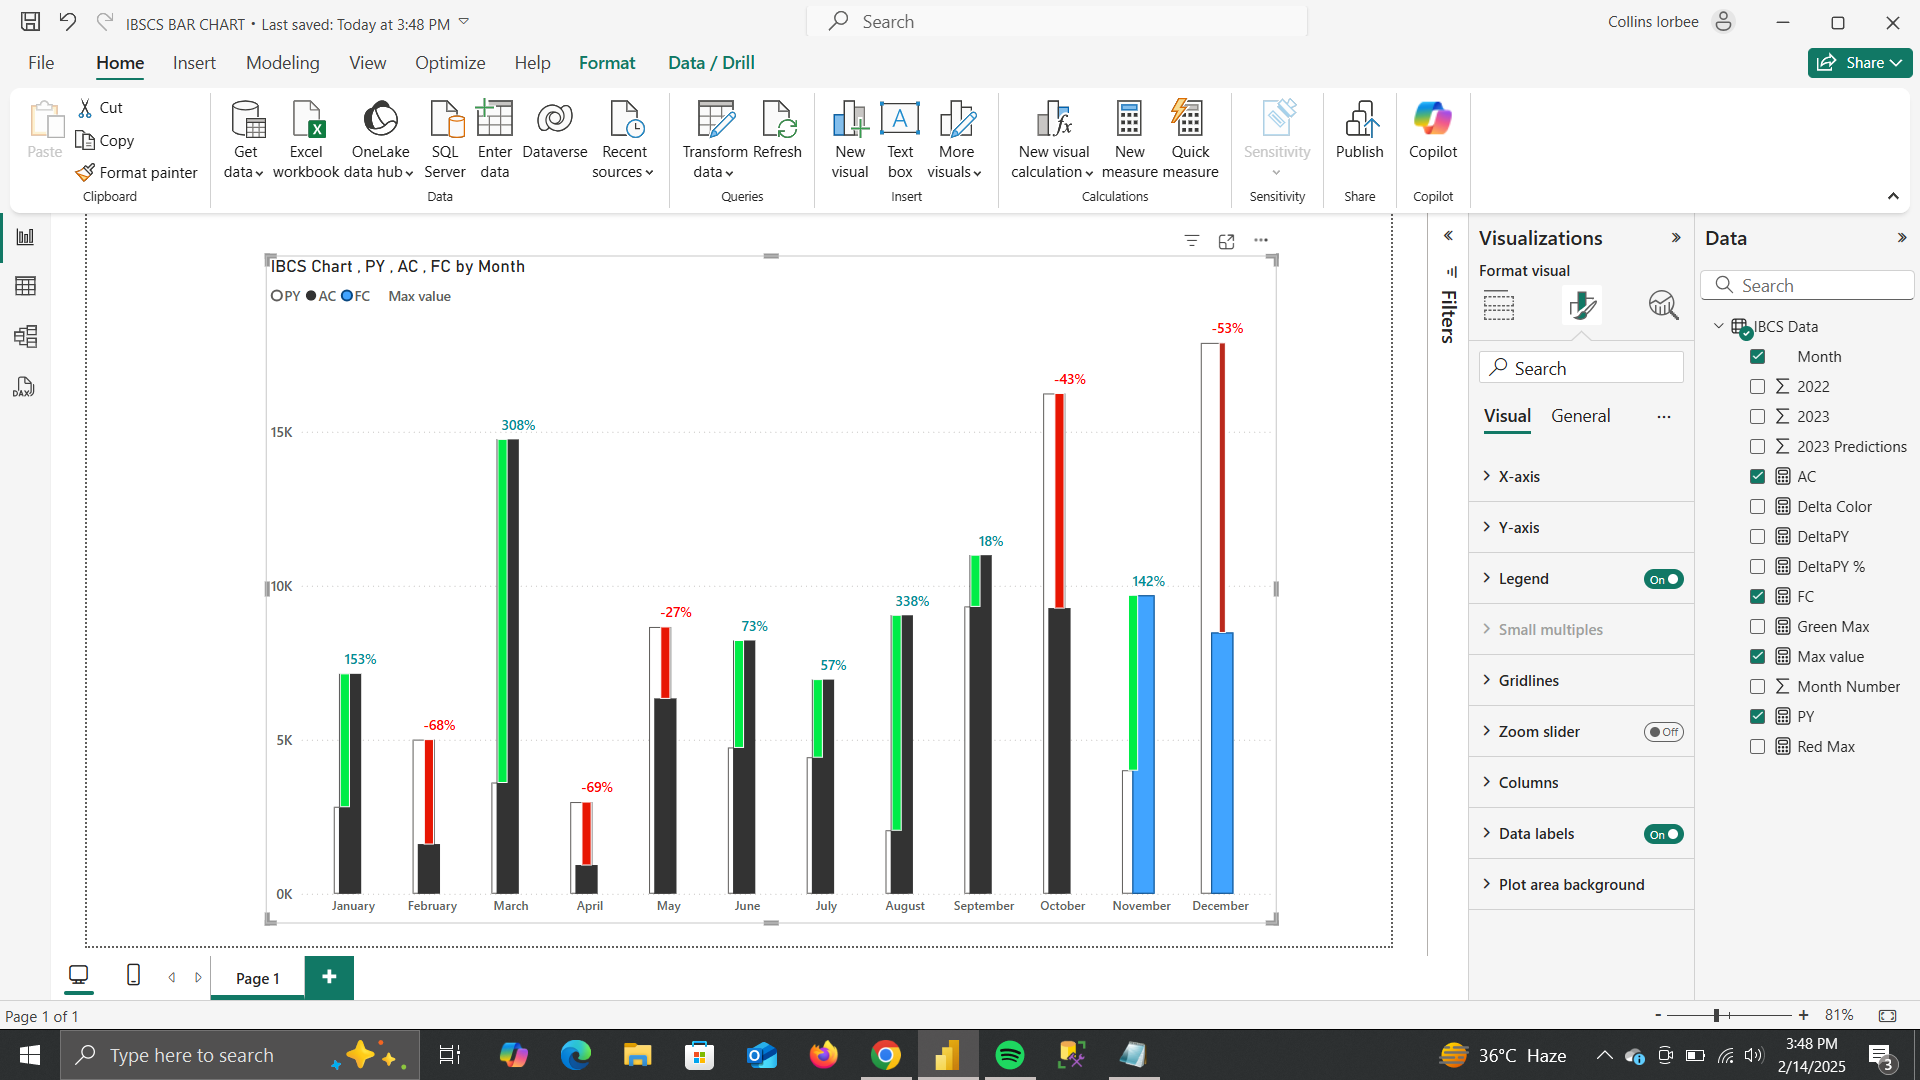 IBSCS BAR CHART • Last saved: Today at 3:48 PM
Search
Collins Iorbee
File
Home
Insert
Modeling
View
Optimize
Help
Format
Data / Drill
Share
Paste
Cut
Copy
Format painter
Clipboard
Get
data
Excel
workbook
OneLake
data hub
SQL
Server
Enter
data
Dataverse
Recent
sources
Data
Transform
data
Refresh
Queries
New
visual
A
Text
box
More
visuals
Insert
fx
New visual
calculation
New
measure
Quick
measure
Calculations
Sensitivity
Sensitivity
Publish
Share
Copilot
Copilot
DAX
IBCS Chart , PY , AC , FC by Month
PY
AC
FC
Max value
15K
10K
5K
0K
153%
-68%
308%
-69%
-27%
73%
57%
338%
18%
-43%
142%
-53%
January
February
March
April
May
June
July
August
September
October
November
December
Filters
Visualizations
Format visual
Search
Visual
General
X-axis
Y-axis
Legend
On
Small multiples
Gridlines
Zoom slider
Off
Columns
Data labels
On
Plot area background
Data
Search
IBCS Data
Month
2022
2023
2023 Predictions
AC
Delta Color
DeltaPY
DeltaPY %
FC
Green Max
Max value
Month Number
PY
Red Max
Page 1
+
Page 1 of 1
-
+
81%
Type here to search
36°C Haze
3:48 PM
2/14/2025
3